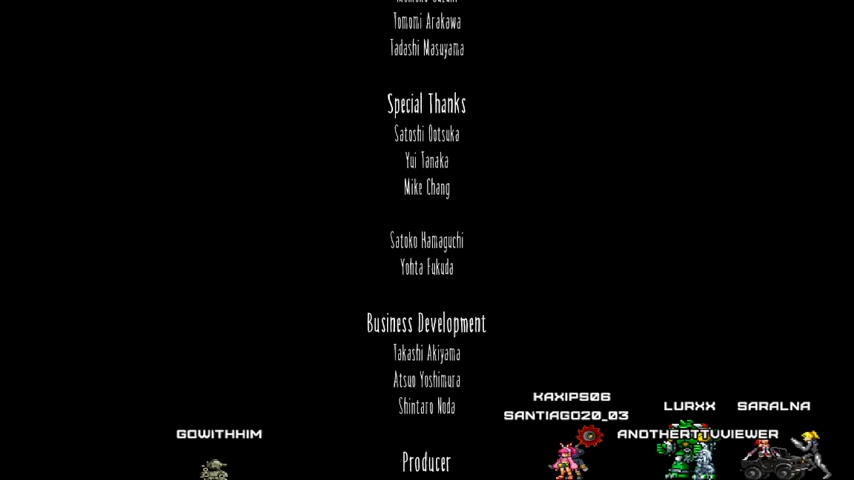 Tomomi Arakawa
Tadashi Masuyama
Special Thanks
Satoshi Ootsuka
Yui Tanaka
Mike Chang
Satoko Hamaguchi
Yohta Fukuda
Business Development
Takashi Akiyama
Atsuo Yoshimura
Shintaro Noda
Producer
KAXIPS06
SANTIAGO20_03
LURXX
SARALNA
GOWITHHIM
ANOTHERTTVVIEWER